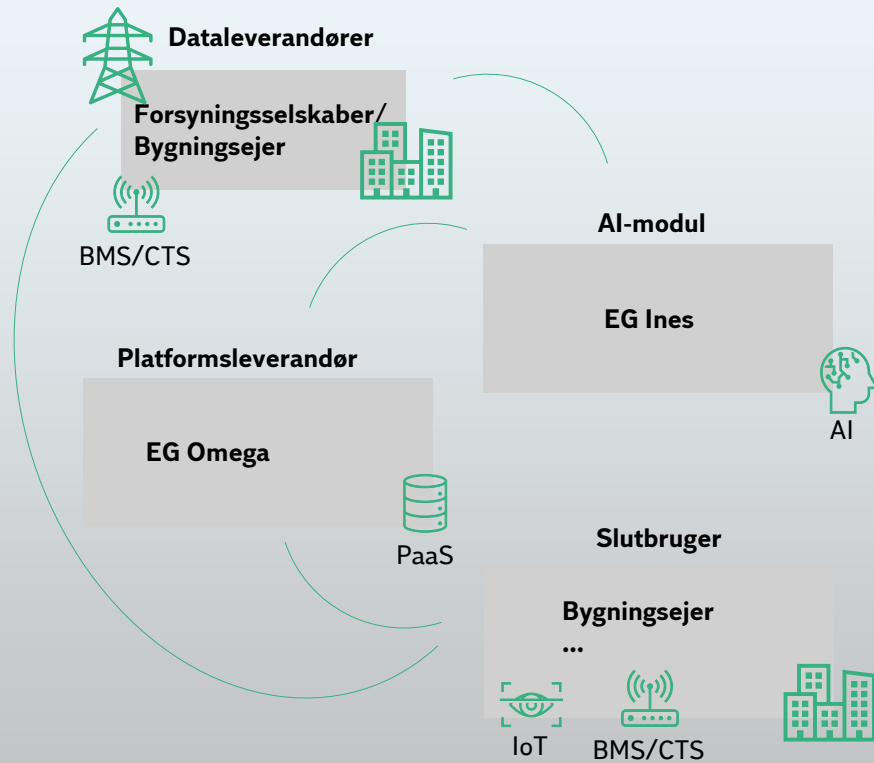 Dataleverandører
Forsyningsselskaber/
Bygningsejer
BMS/CTS
AI-modul
EG Ines
AI
Platformsleverandør
EG Omega
PaaS
Slutbruger
Bygningsejer
...
IoT
BMS/CTS